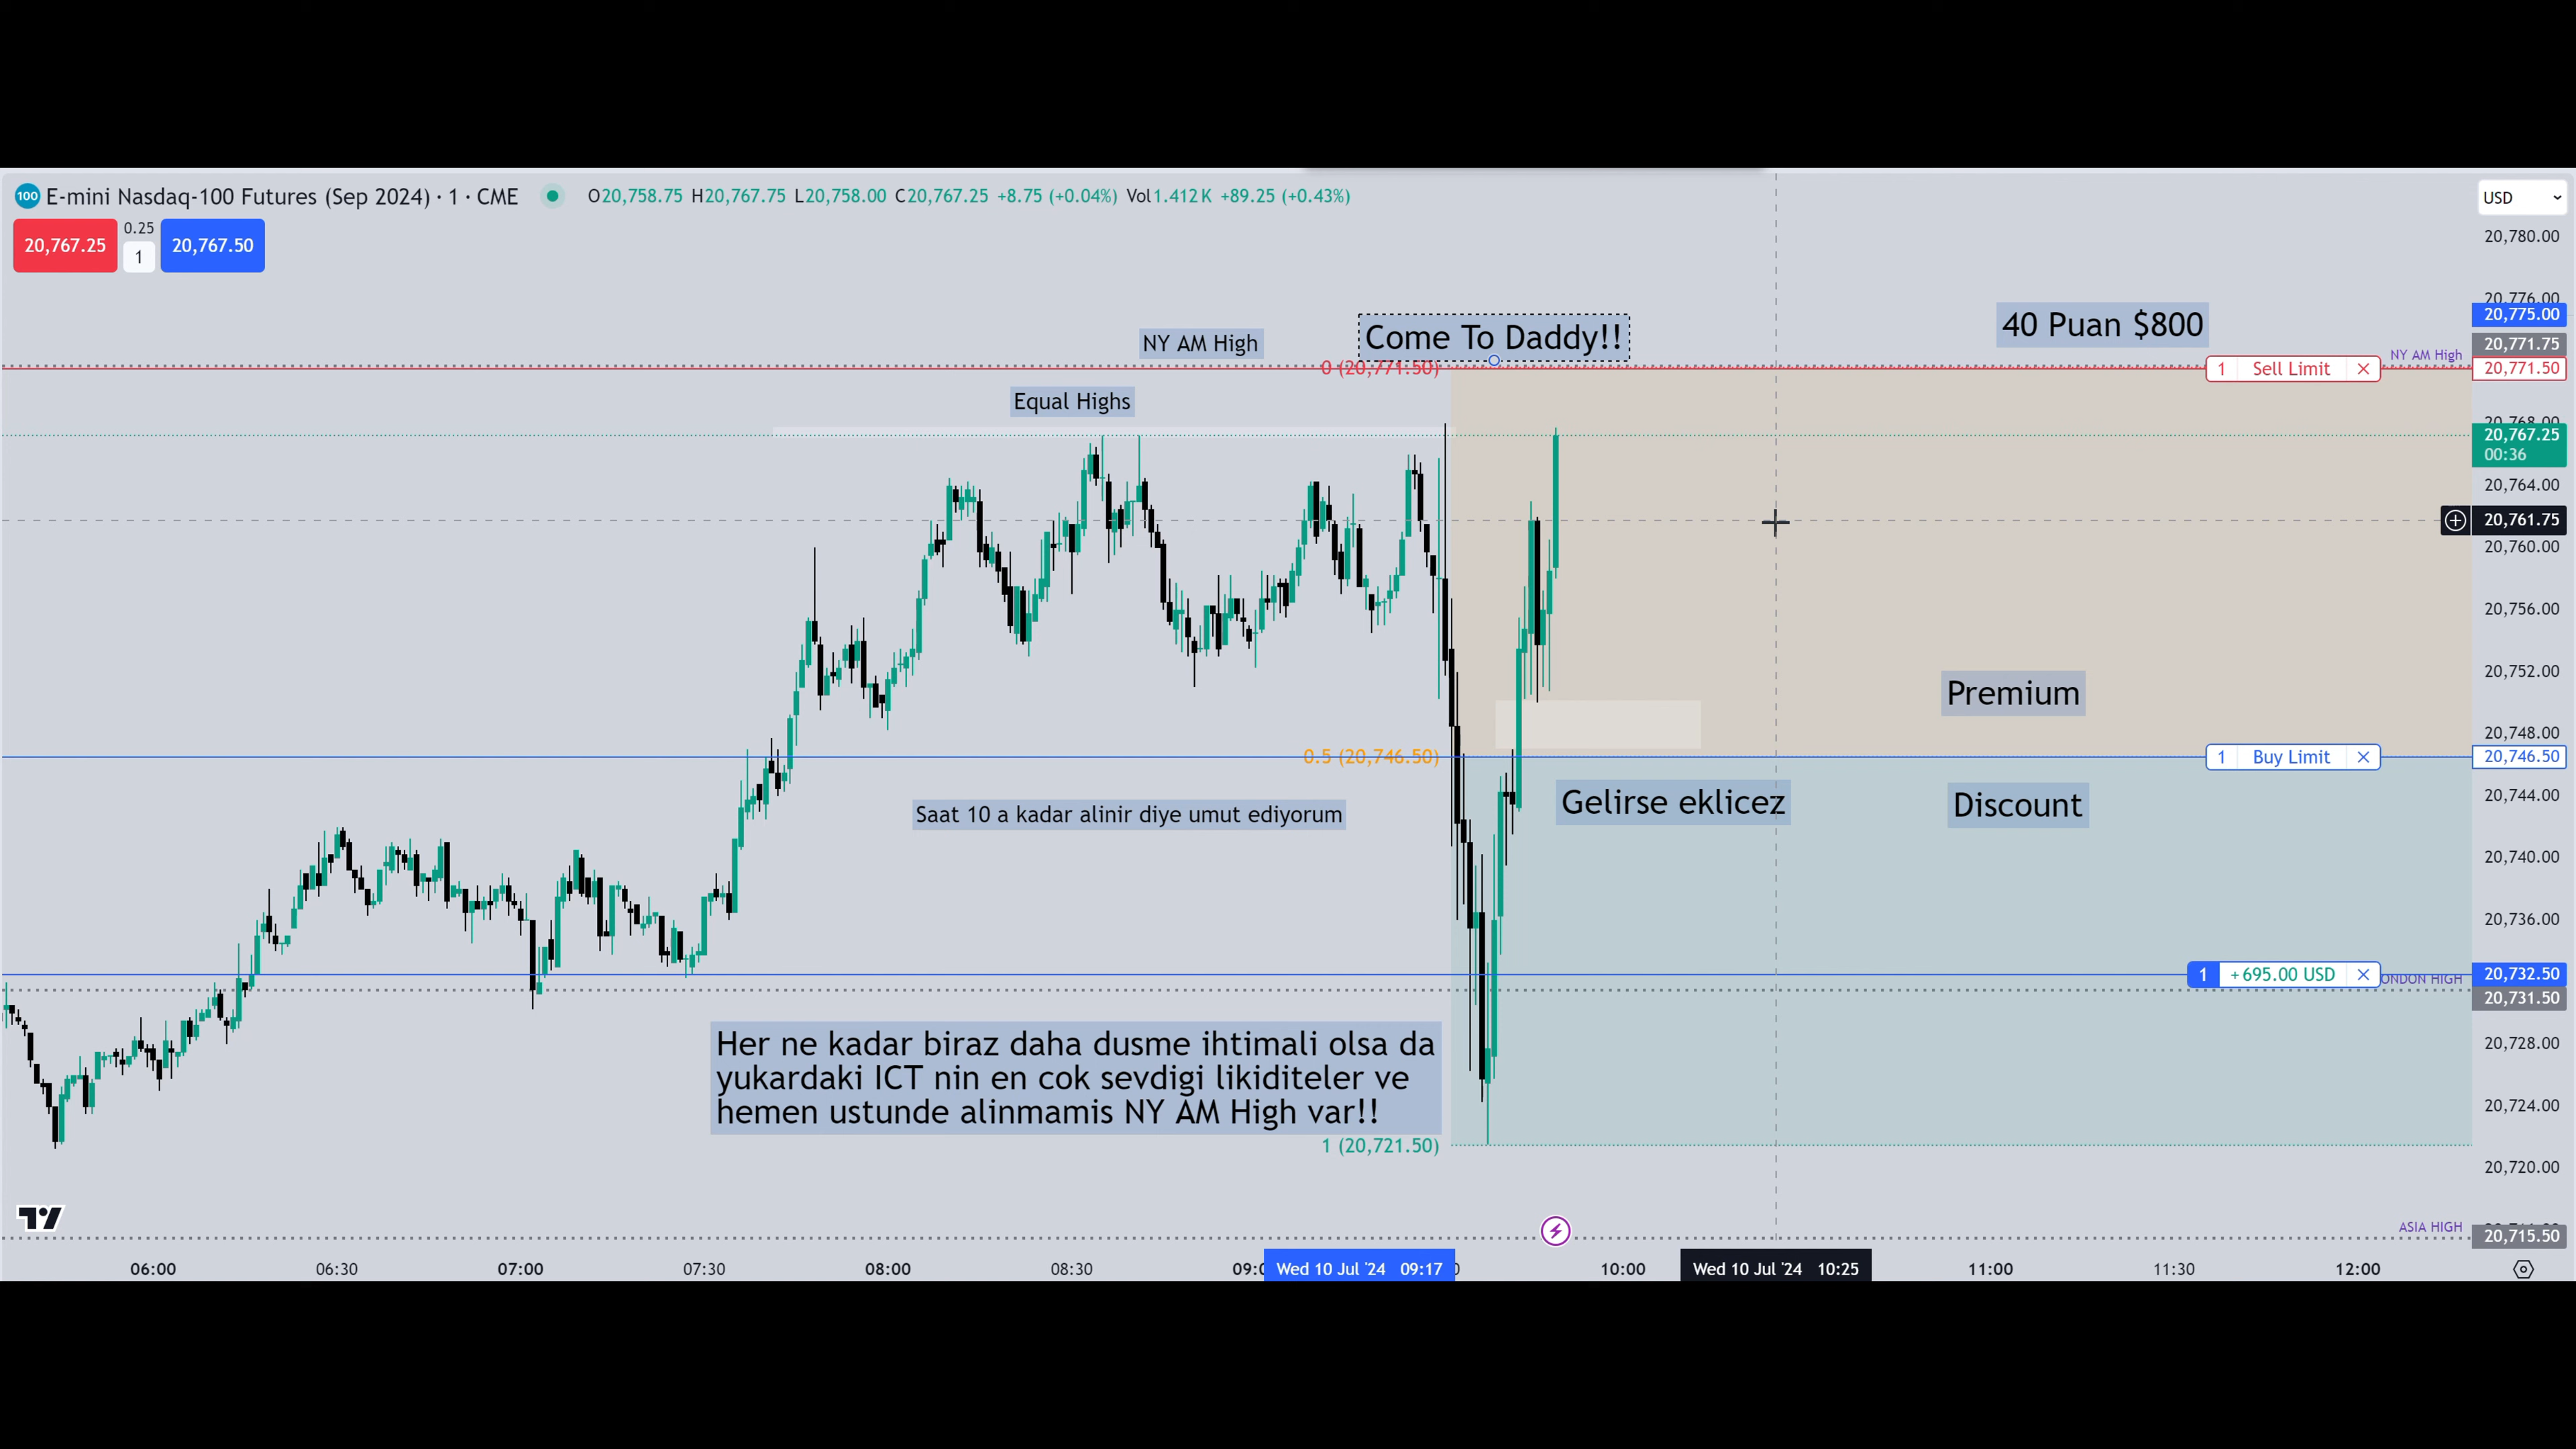 100 E-mini Nasdaq-100 Futures (Sep 2024) · 1 · CME O20,758.75 H20,767.75 L20,758.00 C20,767.25 +8.75 (+0.04%) Vol1.412 K +89.25 (+0.43%)
USD
20,767.25 0.25 1 20,767.50
20,780.00
20,776.00
20,775.00
40 Puan $800
Come To Daddy!!
NY AM High
20,771.75
NY AM High
0 (20,771.50)
1 Sell Limit
20,771.50
Equal Highs
20,768.00
20,767.25
00:36
20,764.00
20,761.75
20,760.00
20,756.00
20,752.00
Premium
20,748.00
0.5 (20,746.50)
1 Buy Limit
20,746.50
Gelirse eklicez
Discount
20,744.00
Saat 10 a kadar alinir diye umut ediyorum
20,740.00
20,736.00
1 +695.00 USD
ONDON HIGH
20,732.50
20,731.50
Her ne kadar biraz daha dusme ihtimali olsa da
yukardaki ICT nin en cok sevdigi likiditeler ve
hemen ustunde alinmamis NY AM High var!!
20,728.00
20,724.00
1 (20,721.50)
20,720.00
ASIA HIGH
20,715.50
06:00 06:30 07:00 07:30 08:00 08:30 09:0 Wed 10 Jul '24 09:17 10:00 Wed 10 Jul '24 10:25 11:00 11:30 12:00